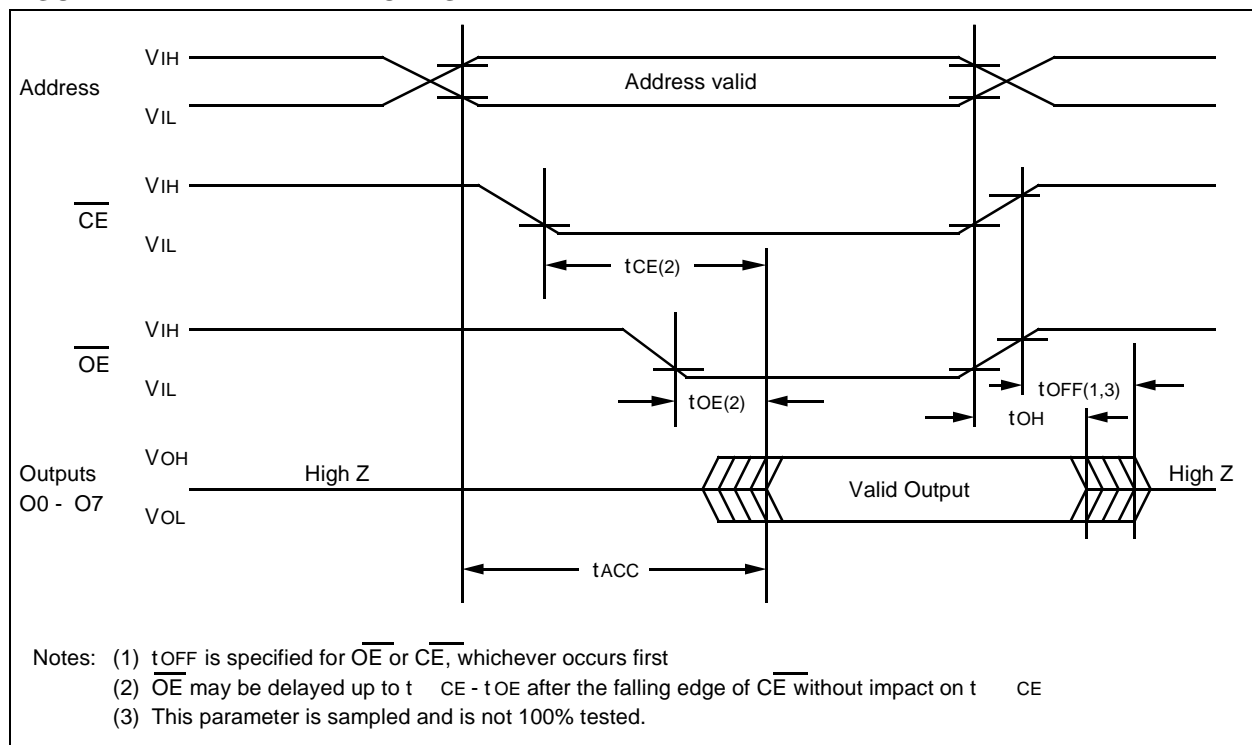 VIH
Address
Address valid
VIL
VIH
CE
VIL
tCE(2)
VIH
OE
VIL
tOE(2)
tOFF(1,3)
tOH
VOH
Outputs
O0 - O7
High Z
Valid Output
High Z
VOL
tACC
Notes: (1) tOFF is specified for OE or CE, whichever occurs first
(2) OE may be delayed up to t CE - tOE after the falling edge of CE without impact on t CE
(3) This parameter is sampled and is not 100% tested.